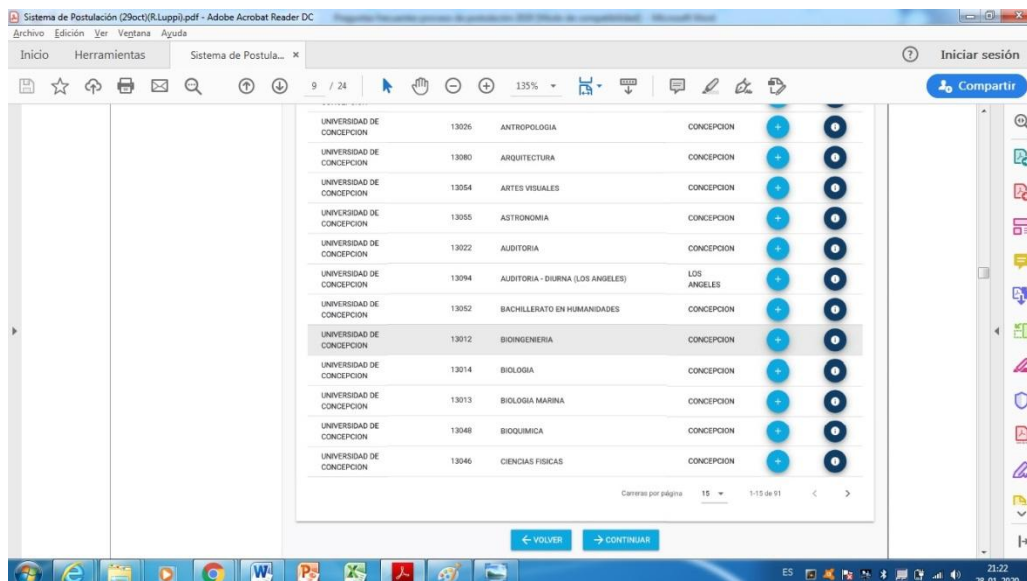 Sistema de Postulación (29oct)(R.Luppi).pdf - Adobe Acrobat Reader DC
Archivo Edición Ver Ventana Ayuda
Inicio Herramientas Sistema de Postula... × Iniciar sesión
9 / 24 135% Compartir
UNIVERSIDAD DE CONCEPCION 13026 ANTROPOLOGIA CONCEPCION
UNIVERSIDAD DE CONCEPCION 13080 ARQUITECTURA CONCEPCION
UNIVERSIDAD DE CONCEPCION 13054 ARTES VISUALES CONCEPCION
UNIVERSIDAD DE CONCEPCION 13055 ASTRONOMIA CONCEPCION
UNIVERSIDAD DE CONCEPCION 13022 AUDITORIA CONCEPCION
UNIVERSIDAD DE CONCEPCION 13094 AUDITORIA - DIURNA (LOS ANGELES) LOS ANGELES
UNIVERSIDAD DE CONCEPCION 13052 BACHILLERATO EN HUMANIDADES CONCEPCION
UNIVERSIDAD DE CONCEPCION 13012 BIOINGENIERIA CONCEPCION
UNIVERSIDAD DE CONCEPCION 13014 BIOLOGIA CONCEPCION
UNIVERSIDAD DE CONCEPCION 13013 BIOLOGIA MARINA CONCEPCION
UNIVERSIDAD DE CONCEPCION 13048 BIOQUIMICA CONCEPCION
UNIVERSIDAD DE CONCEPCION 13046 CIENCIAS FISICAS CONCEPCION
Carreras por página 15 1-15 de 91 < >
← VOLVER → CONTINUAR
ES 21:22